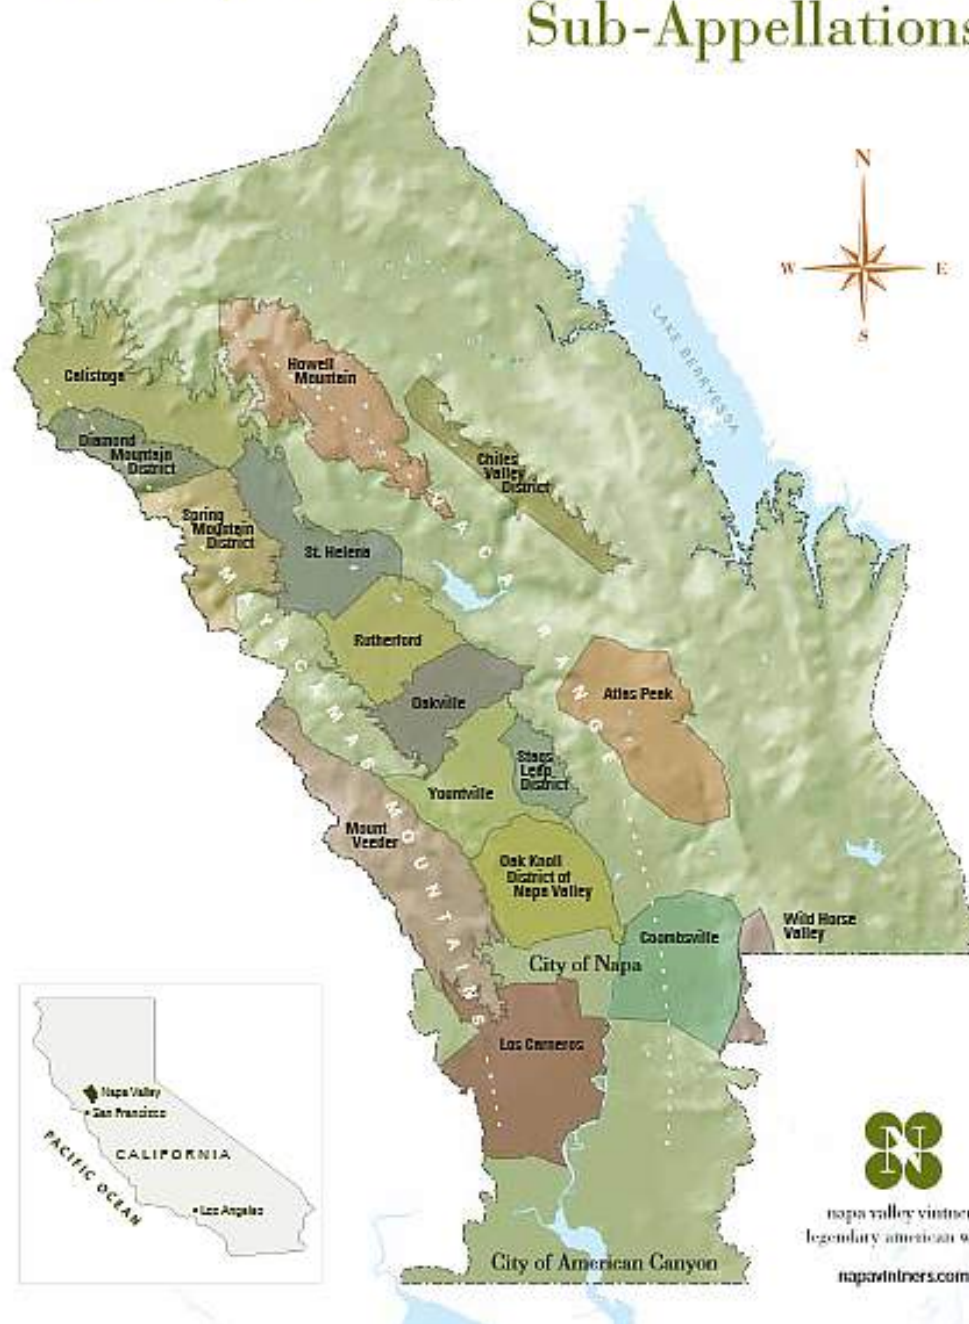 Sub-Appellations
N
W
E
S
LAKE BERRYESSA
Calistoga
Howell
Mountain
Diamond
Mountain
District
Chiles
Valley
District
Spring
Mountain
District
St. Helena
Rutherford
Oakville
Atlas Peak
Stags
Leap
District
Yountville
Mount
Veeder
Oak Knoll
District of
Napa Valley
VACA RANGE
MAYACAMAS MOUNTAINS
Coombsville
Wild Horse
Valley
City of Napa
Los Carneros
Napa Valley
San Francisco
CALIFORNIA
PACIFIC OCEAN
Los Angeles
City of American Canyon
N
napa valley vintne
legendary american w
napavintners.com